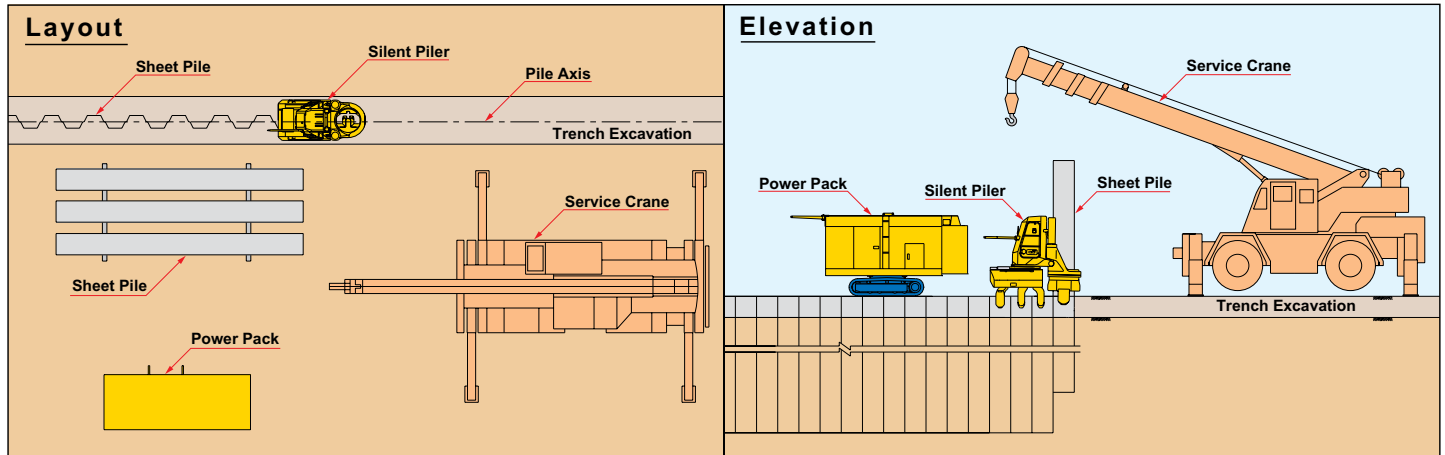 Layout
Silent Piler
Sheet Pile
Pile Axis
Trench Excavation
Service Crane
Sheet Pile
Power Pack
Elevation
Service Crane
Power Pack
Silent Piler
Sheet Pile
Trench Excavation